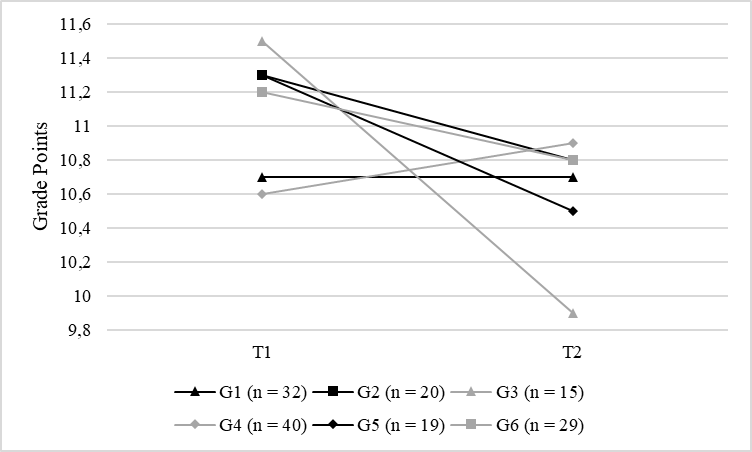 11,6
11,4
11,2
11
10,8
10,6
10,4
10,2
10
9,8
Grade Points
T1 T2
G1 (n = 32) G2 (n = 20) G3 (n = 15)
G4 (n = 40) G5 (n = 19) G6 (n = 29)